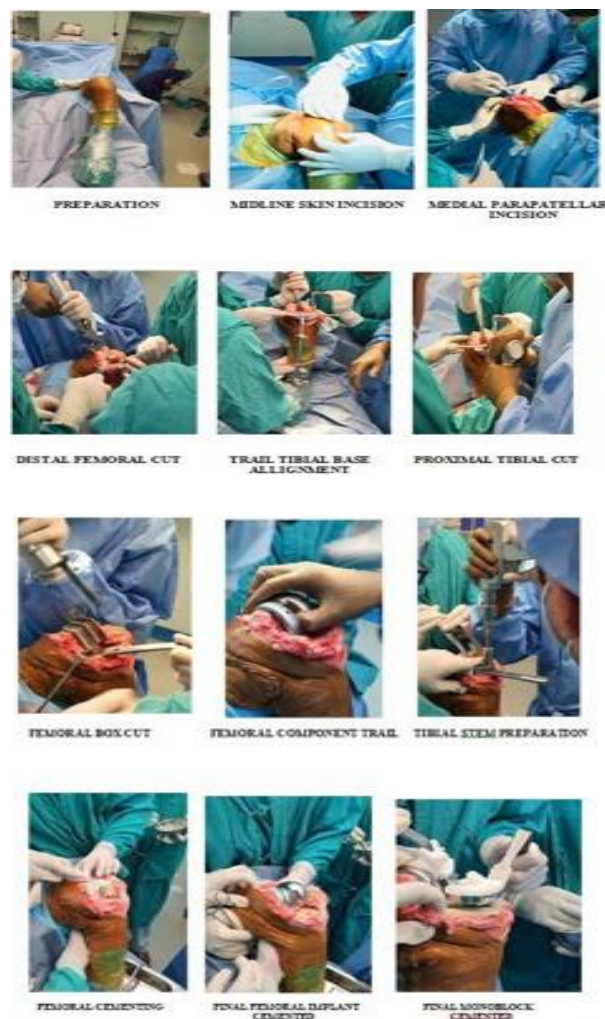 PREPARATION
MIDLINE SKIN INCISION
MEDIAL PARAPATELLAR
INCISION
DISTAL FEMORAL CUT
TRAIL TIBIAL BASE
ALLIGNMENT
PROXIMAL TIBIAL CUT
FEMORAL BOX CUT
FEMORAL COMPONENT TRAIL
TIBIAL STEM PREPARATION
FEMORAL CEMENTING
FINAL FEMORAL IMPLANT
CEMENTED
FINAL MONOBLOCK
CEMENTED